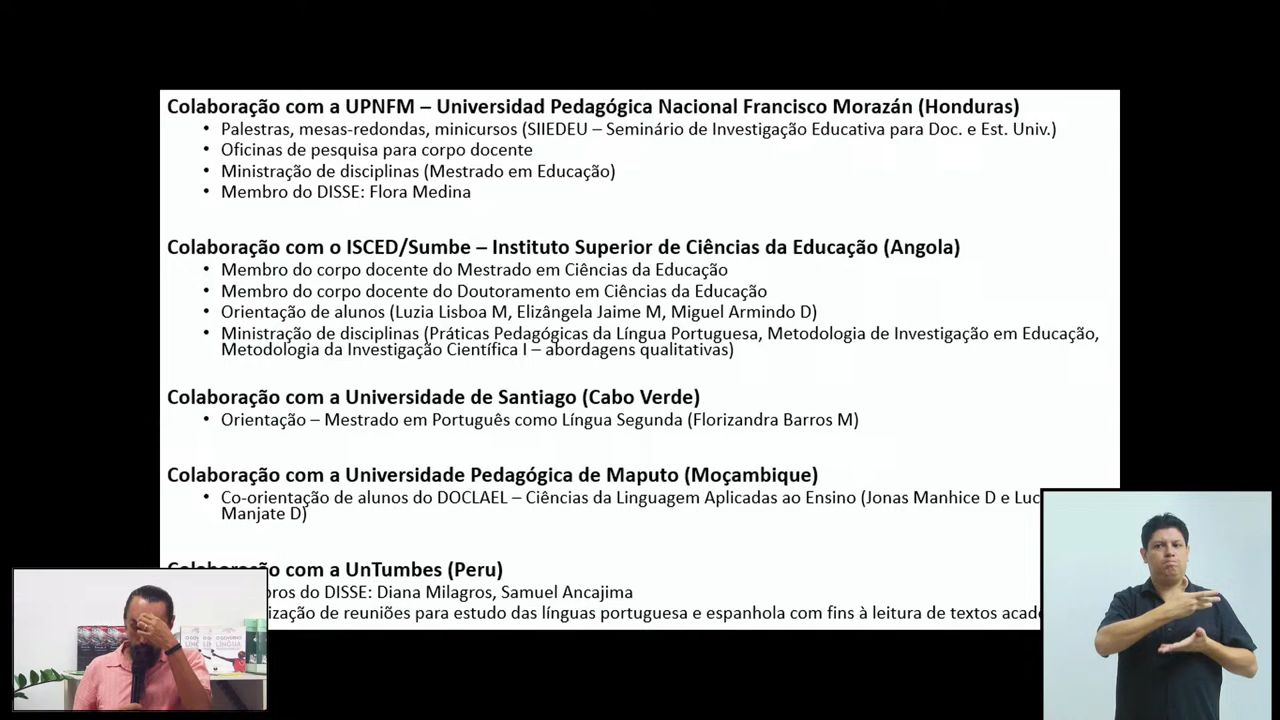 Colaboração com a UPNFM – Universidad Pedagógica Nacional Francisco Morazán (Honduras)
• Palestras, mesas-redondas, minicursos (SIIEDEU – Seminário de Investigação Educativa para Doc. e Est. Univ.)
• Oficinas de pesquisa para corpo docente
• Ministração de disciplinas (Mestrado em Educação)
• Membro do DISSE: Flora Medina
Colaboração com o ISCED/Sumbe – Instituto Superior de Ciências da Educação (Angola)
• Membro do corpo docente do Mestrado em Ciências da Educação
• Membro do corpo docente do Doutoramento em Ciências da Educação
• Orientação de alunos (Luzia Lisboa M, Elizângela Jaime M, Miguel Armindo D)
• Ministração de disciplinas (Práticas Pedagógicas da Língua Portuguesa, Metodologia de Investigação em Educação,
Metodologia da Investigação Científica I – abordagens qualitativas)
Colaboração com a Universidade de Santiago (Cabo Verde)
• Orientação – Mestrado em Português como Língua Segunda (Florizandra Barros M)
Colaboração com a Universidade Pedagógica de Maputo (Moçambique)
• Co-orientação de alunos do DOCLAEL – Ciências da Linguagem Aplicadas ao Ensino (Jonas Manhice D e
Manjate D)
com a UnTumbes (Peru)
do DISSE: Diana Milagros, Samuel Ancajima
de reuniões para estudo das línguas portuguesa e espanhola com fins à leitura de textos